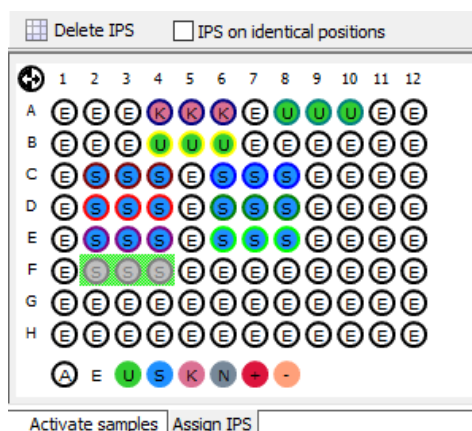 Delete IPS IPS on identical positions
1 2 3 4 5 6 7 8 9 10 11 12
A E E E K K K E U U U E E
B E E E U U U E E E E E E
C E S S S E S S S E E E E
D E S S S E S S S E E E E
E E S S S E S S S E E E E
F E S S S E E E E E E E E
G E E E E E E E E E E E E
H E E E E E E E E E E E E
A E U S K N + -
Activate samples Assign IPS